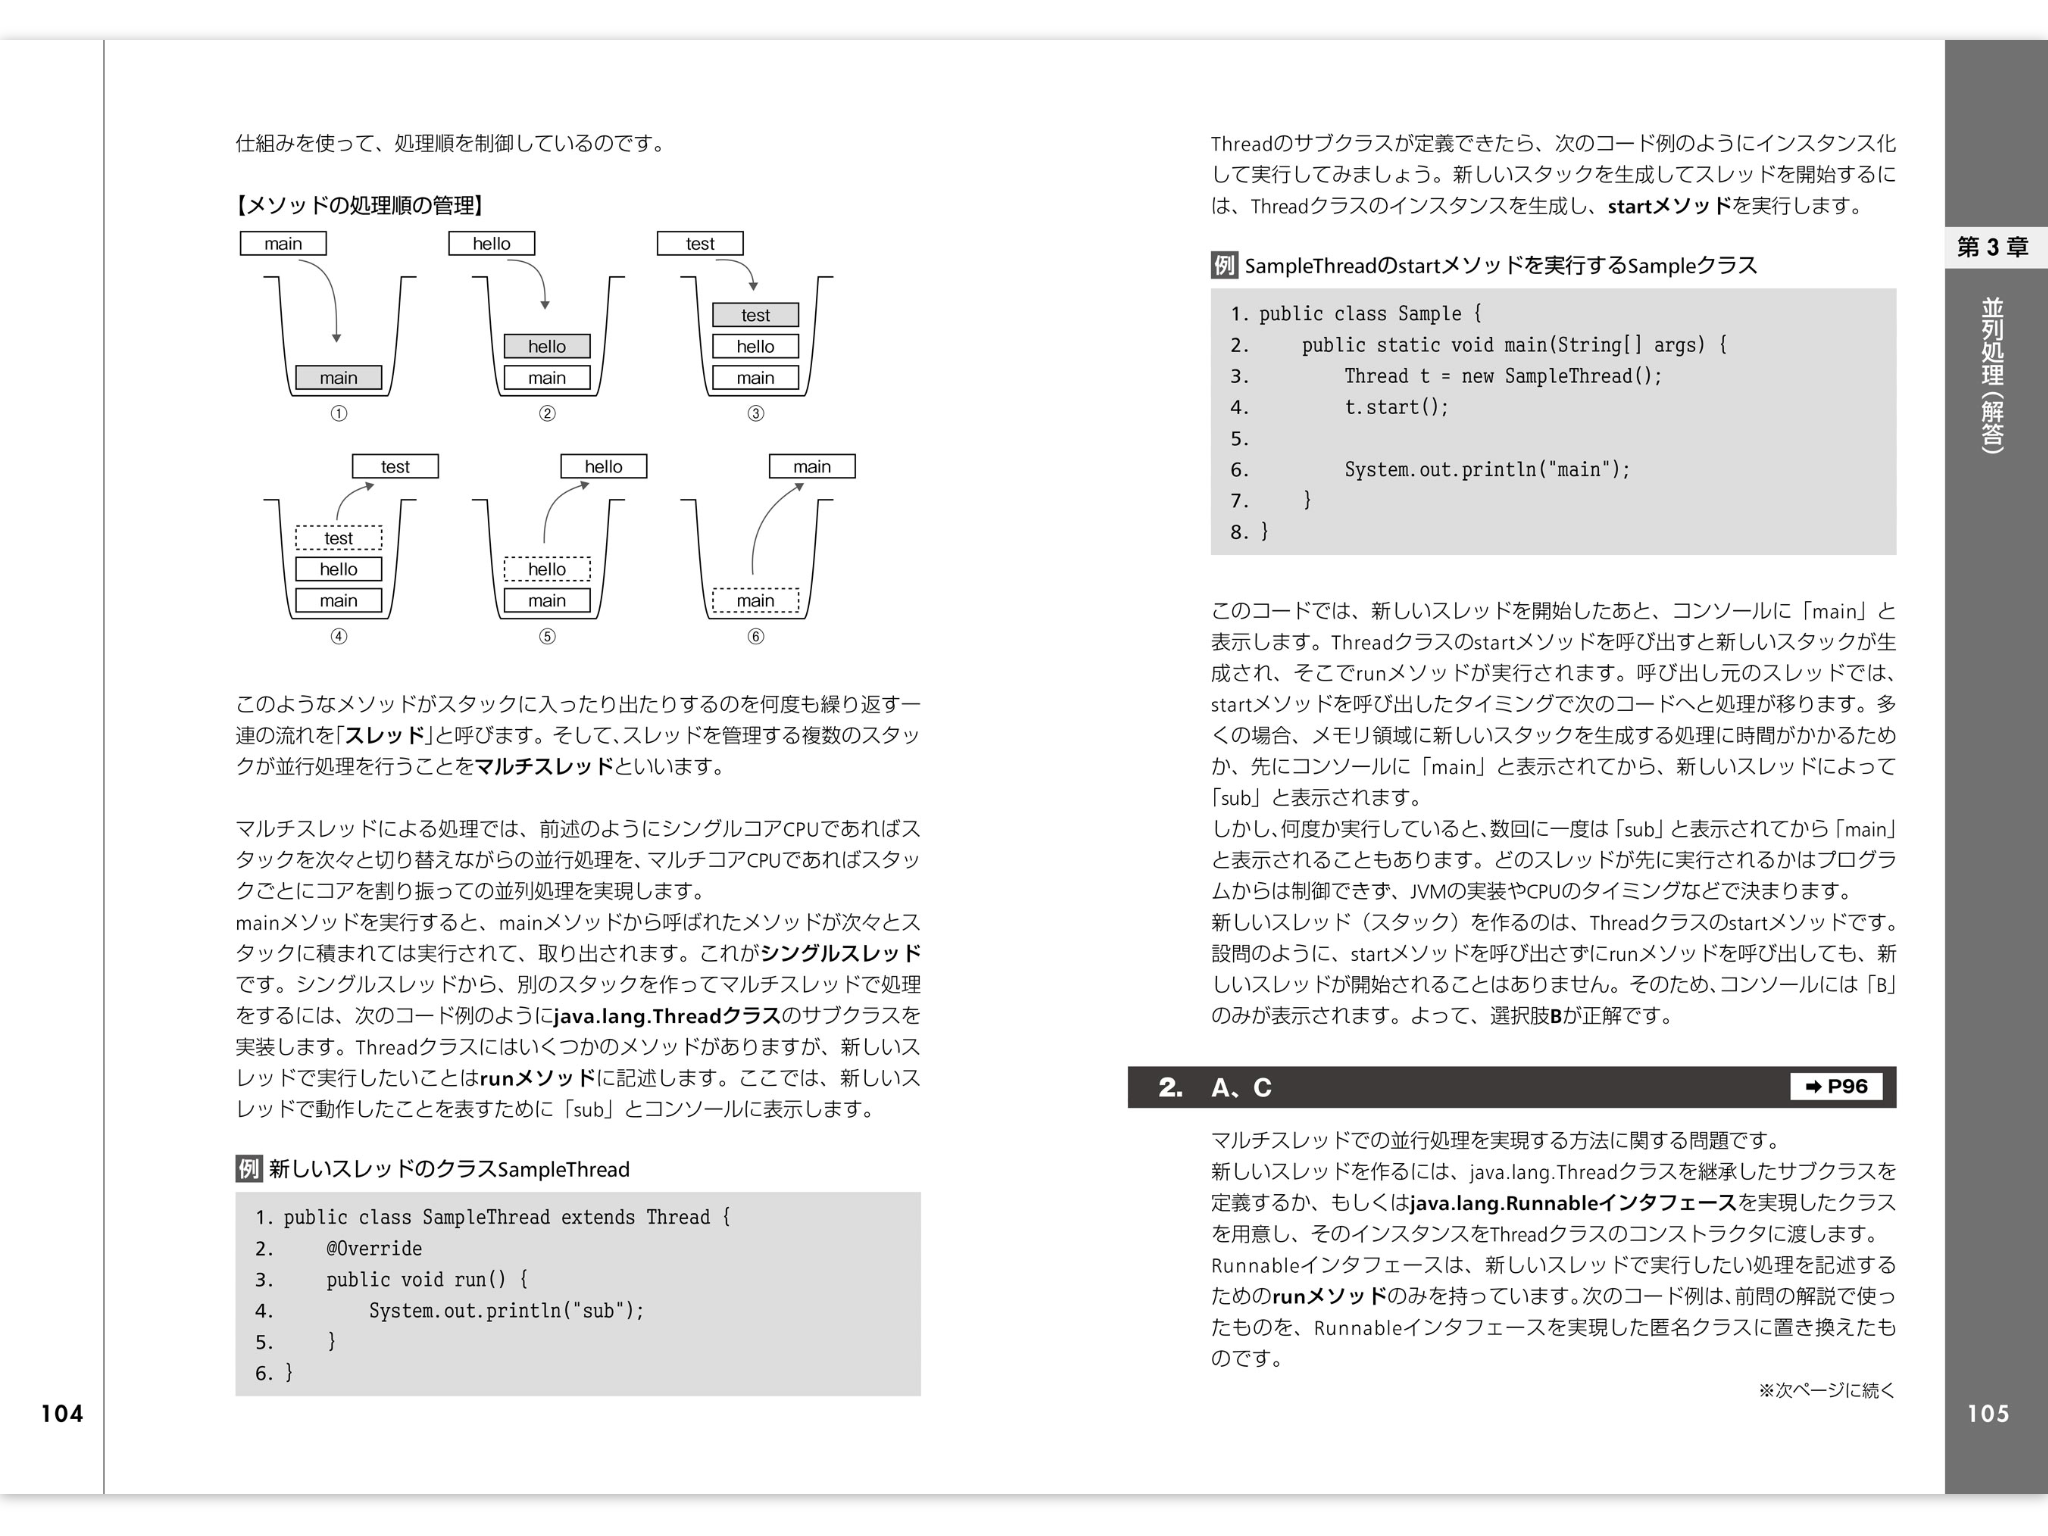 仕組みを使って、処理順を制御しているのです。
【メソッドの処理順の管理】
main
hello
test
main
hello
main
test
hello
main
①
②
③
test
hello
main
test
hello
main
hello
main
main
④
⑤
⑥
このようなメソッドがスタックに入ったり出たりするのを何度も繰り返す一
連の流れを「スレッド」と呼びます。そして、スレッドを管理する複数のスタッ
クが並行処理を行うことをマルチスレッドといいます。
マルチスレッドによる処理では、前述のようにシングルコアCPUであればス
タックを次々と切り替えながらの並行処理を、マルチコアCPUであればスタッ
クごとにコアを割り振っての並列処理を実現します。
mainメソッドを実行すると、mainメソッドから呼ばれたメソッドが次々とス
タックに積まれては実行されて、取り出されます。これがシングルスレッド
です。シングルスレッドから、別のスタックを作ってマルチスレッドで処理
をするには、次のコード例のようにjava.lang.Threadクラスのサブクラスを
実装します。Threadクラスにはいくつかのメソッドがありますが、新しいス
レッドで実行したいことはrunメソッドに記述します。ここでは、新しいス
レッドで動作したことを表すために「sub」とコンソールに表示します。
例 新しいスレッドのクラスSampleThread
1. public class SampleThread extends Thread {
2.     @Override
3.     public void run() {
4.         System.out.println("sub");
5.     }
6. }
104
Threadのサブクラスが定義できたら、次のコード例のようにインスタンス化
して実行してみましょう。新しいスタックを生成してスレッドを開始するに
は、Threadクラスのインスタンスを生成し、startメソッドを実行します。
例 SampleThreadのstartメソッドを実行するSampleクラス
1. public class Sample {
2.     public static void main(String[] args) {
3.         Thread t = new SampleThread();
4.         t.start();
5.
6.         System.out.println("main");
7.     }
8. }
このコードでは、新しいスレッドを開始したあと、コンソールに「main」と
表示します。Threadクラスのstartメソッドを呼び出すと新しいスタックが生
成され、そこでrunメソッドが実行されます。呼び出し元のスレッドでは、
startメソッドを呼び出したタイミングで次のコードへと処理が移ります。多
くの場合、メモリ領域に新しいスタックを生成する処理に時間がかかるため
か、先にコンソールに「main」と表示されてから、新しいスレッドによって
「sub」と表示されます。
しかし、何度か実行していると、数回に一度は「sub」と表示されてから「main」
と表示されることもあります。どのスレッドが先に実行されるかはプログラ
ムからは制御できず、JVMの実装やCPUのタイミングなどで決まります。
新しいスレッド（スタック）を作るのは、Threadクラスのstartメソッドです。
設問のように、startメソッドを呼び出さずにrunメソッドを呼び出しても、新
しいスレッドが開始されることはありません。そのため、コンソールには「B」
のみが表示されます。よって、選択肢Bが正解です。
2. A、C ➡ P96
マルチスレッドでの並行処理を実現する方法に関する問題です。
新しいスレッドを作るには、java.lang.Threadクラスを継承したサブクラスを
定義するか、もしくはjava.lang.Runnableインタフェースを実現したクラス
を用意し、そのインスタンスをThreadクラスのコンストラクタに渡します。
Runnableインタフェースは、新しいスレッドで実行したい処理を記述する
ためのrunメソッドのみを持っています。次のコード例は、前問の解説で使っ
たものを、Runnableインタフェースを実現した匿名クラスに置き換えたも
のです。
※次ページに続く
第3章
並列処理（解答）
105